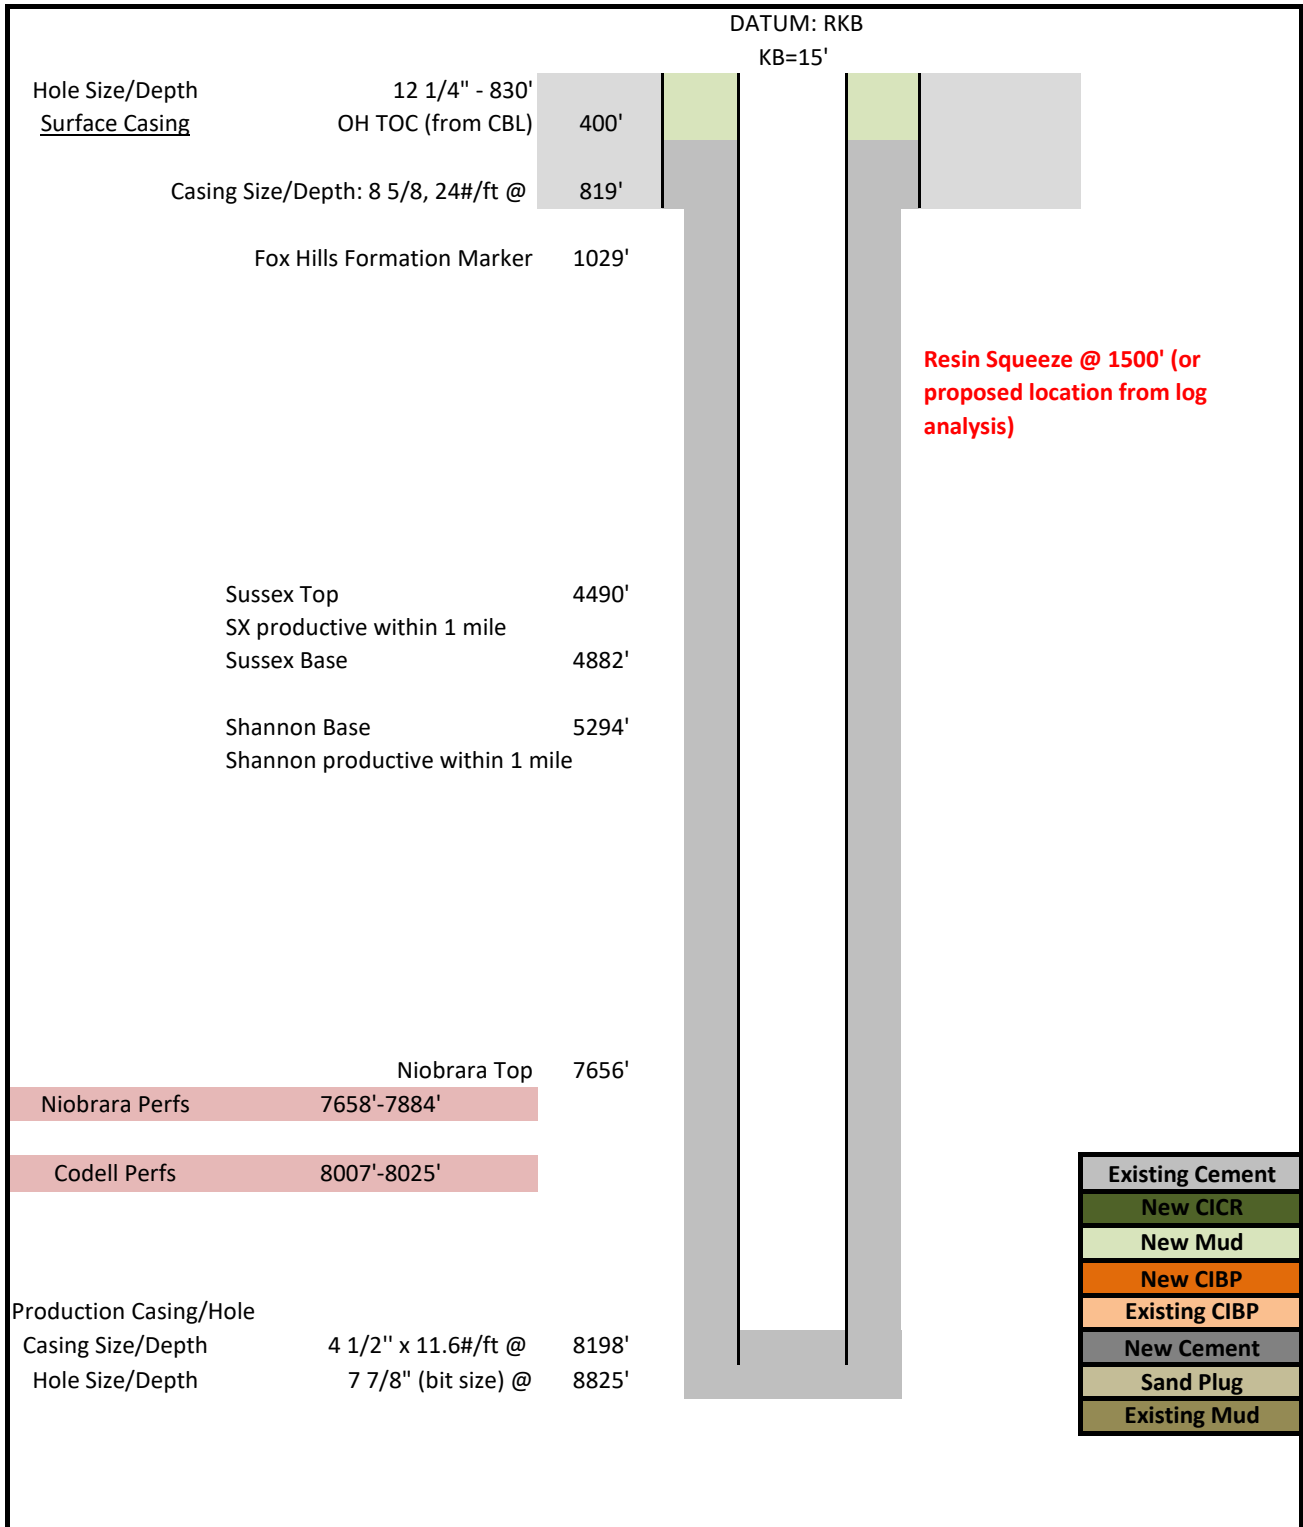 DATUM: RKB
KB=15'
Hole Size/Depth 12 1/4" - 830'
Surface Casing OH TOC (from CBL) 400'
Casing Size/Depth: 8 5/8, 24#/ft @ 819'
Fox Hills Formation Marker 1029'
Resin Squeeze @ 1500' (or
proposed location from log
analysis)
Sussex Top 4490'
SX productive within 1 mile
Sussex Base 4882'
Shannon Base 5294'
Shannon productive within 1 mile
Niobrara Top 7656'
Niobrara Perfs 7658'-7884'
Codell Perfs 8007'-8025'
Existing Cement
New CICR
New Mud
New CIBP
Existing CIBP
New Cement
Sand Plug
Existing Mud
Production Casing/Hole
Casing Size/Depth 4 1/2'' x 11.6#/ft @ 8198'
Hole Size/Depth 7 7/8" (bit size) @ 8825'